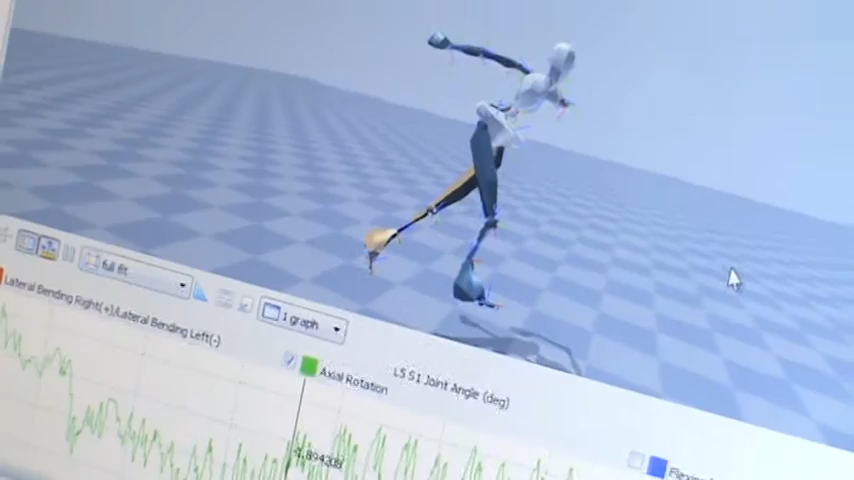 full fit
Lateral Bending Right(+)/Lateral Bending Left(-)
1 graph
Axial Rotation
L5 S1 Joint Angle (deg)